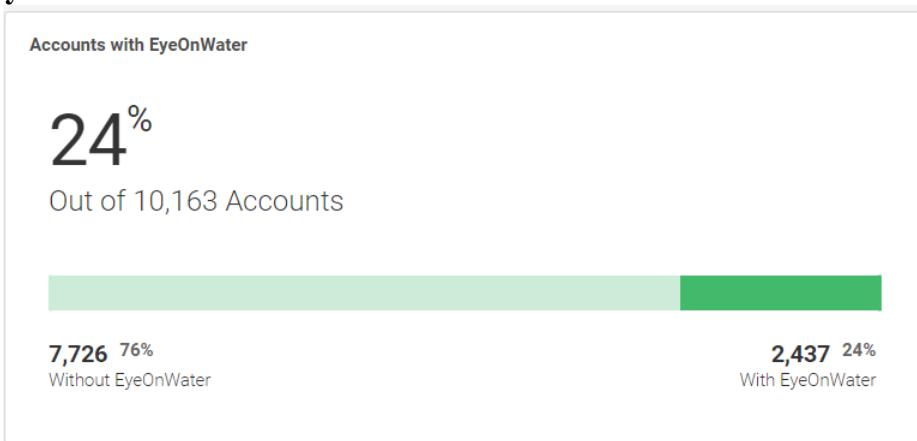 Accounts with EyeOnWater
24%
Out of 10,163 Accounts
7,726 76%
Without EyeOnWater
2,437 24%
With EyeOnWater